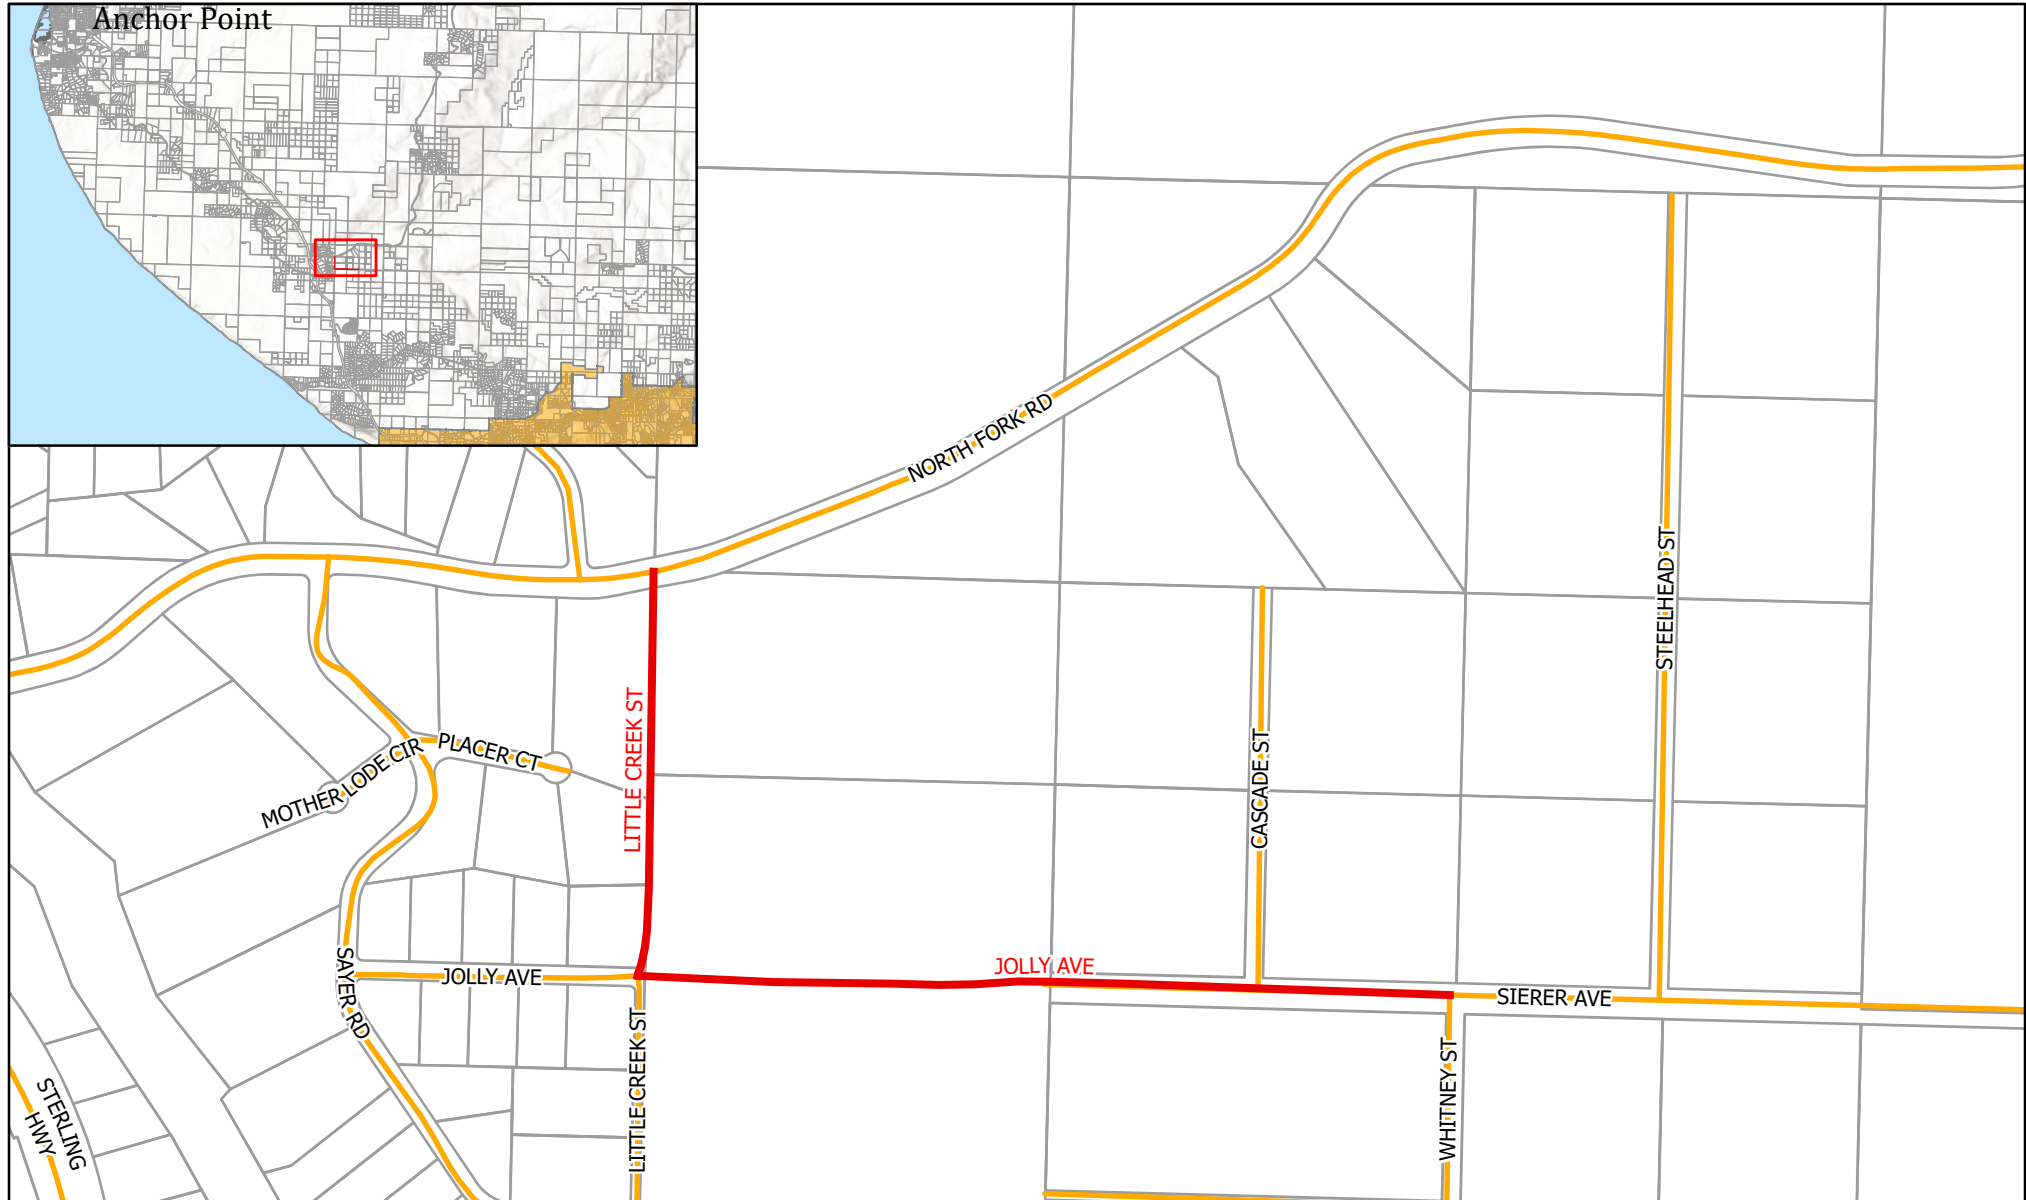 Anchor Point
NORTH FORK RD
STEELHEAD ST
LITTLE CREEK ST
CASCADE ST
PLACER CT
MOTHER LODE CIR
JOLLY AVE
JOLLY AVE
SIERER AVE
SAYER RD
LITTLE CREEK ST
WHITNEY ST
STERLING
HWY